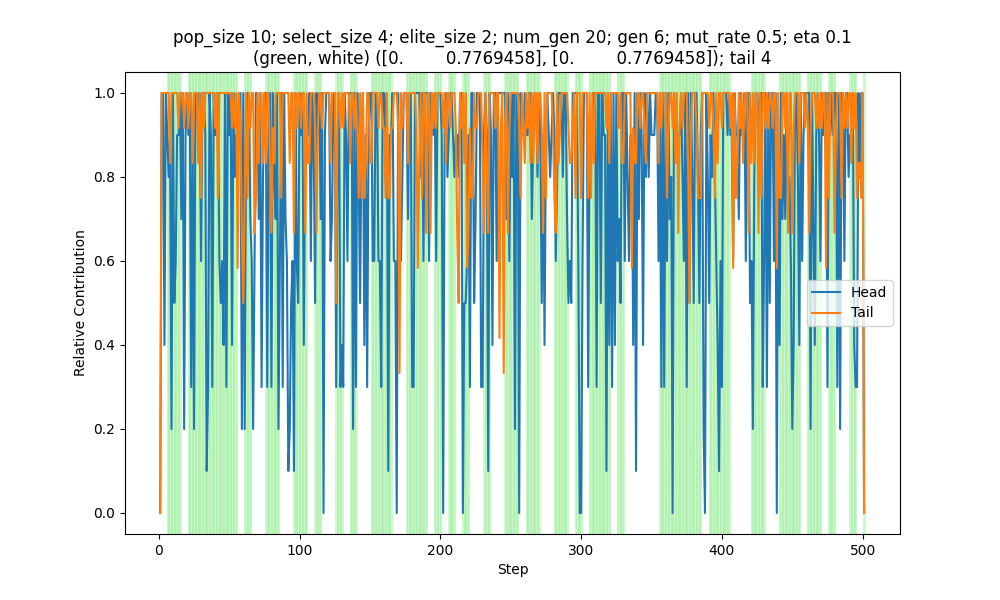 pop_size 10; select_size 4; elite_size 2; num_gen 20; gen 6; mut_rate 0.5; eta 0.1
(green, white) ([0.        0.7769458], [0.        0.7769458]); tail 4
1.0
0.8
0.6
0.4
0.2
0.0
Relative Contribution
Head
Tail
0
100
200
300
400
500
Step